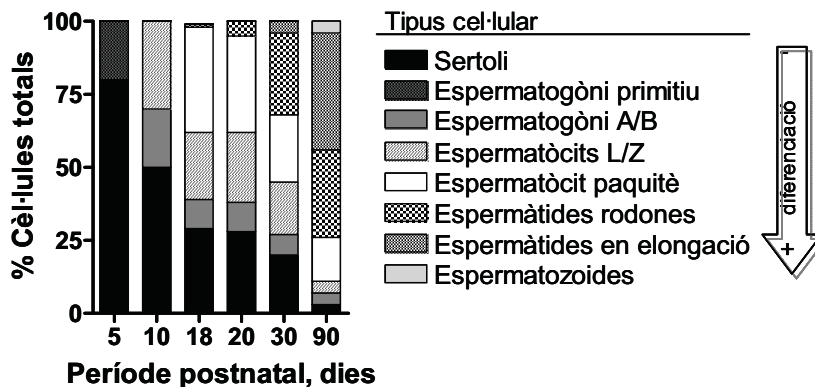 % Cèl·lules totals
100
75
50
25
0
5 10 18 20 30 90
Període postnatal, dies
Tipus cel·lular
Sertoli
Espermatogòni primitiu
Espermatogòni A/B
Espermatòcits L/Z
Espermatòcit paquitè
Espermàtides rodones
Espermàtides en elongació
Espermatozoides
-
diferenciació
+